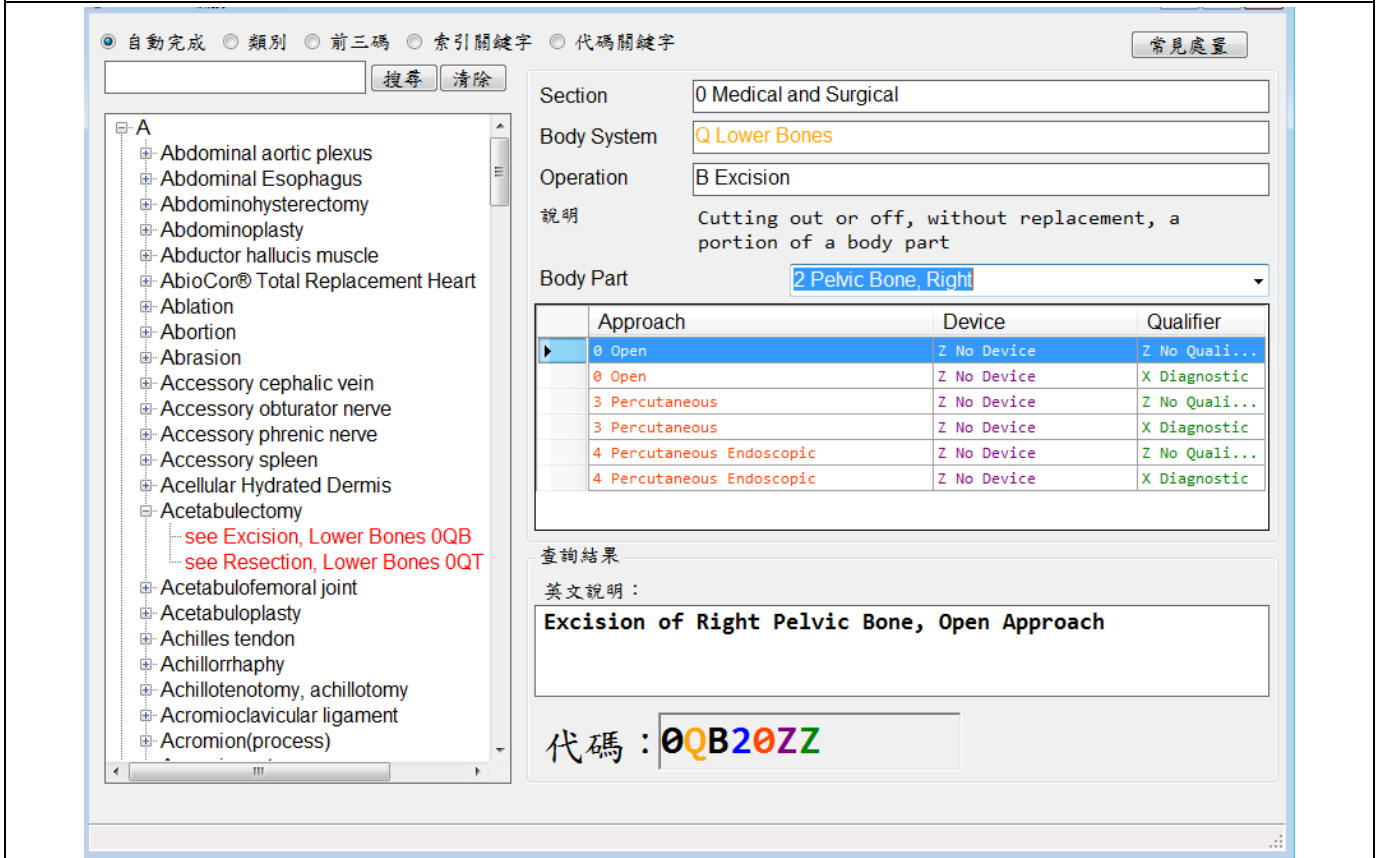 自動完成 類別 前三碼 索引關鍵字 代碼關鍵字
常見處置
搜尋 清除
A
Abdominal aortic plexus
Abdominal Esophagus
Abdominohysterectomy
Abdominoplasty
Abductor hallucis muscle
AbioCor® Total Replacement Heart
Ablation
Abortion
Abrasion
Accessory cephalic vein
Accessory obturator nerve
Accessory phrenic nerve
Accessory spleen
Acellular Hydrated Dermis
Acetabulectomy
see Excision, Lower Bones 0QB
see Resection, Lower Bones 0QT
Acetabulofemoral joint
Acetabuloplasty
Achilles tendon
Achillorrhaphy
Achillotenotomy, achillotomy
Acromioclavicular ligament
Acromion(process)
Section 0 Medical and Surgical
Body System Q Lower Bones
Operation B Excision
說明 Cutting out or off, without replacement, a
portion of a body part
Body Part 2 Pelvic Bone, Right
Approach Device Qualifier
0 Open Z No Device Z No Quali...
0 Open Z No Device X Diagnostic
3 Percutaneous Z No Device Z No Quali...
3 Percutaneous Z No Device X Diagnostic
4 Percutaneous Endoscopic Z No Device Z No Quali...
4 Percutaneous Endoscopic Z No Device X Diagnostic
查詢結果
英文說明：
Excision of Right Pelvic Bone, Open Approach
代碼：0QB20ZZ